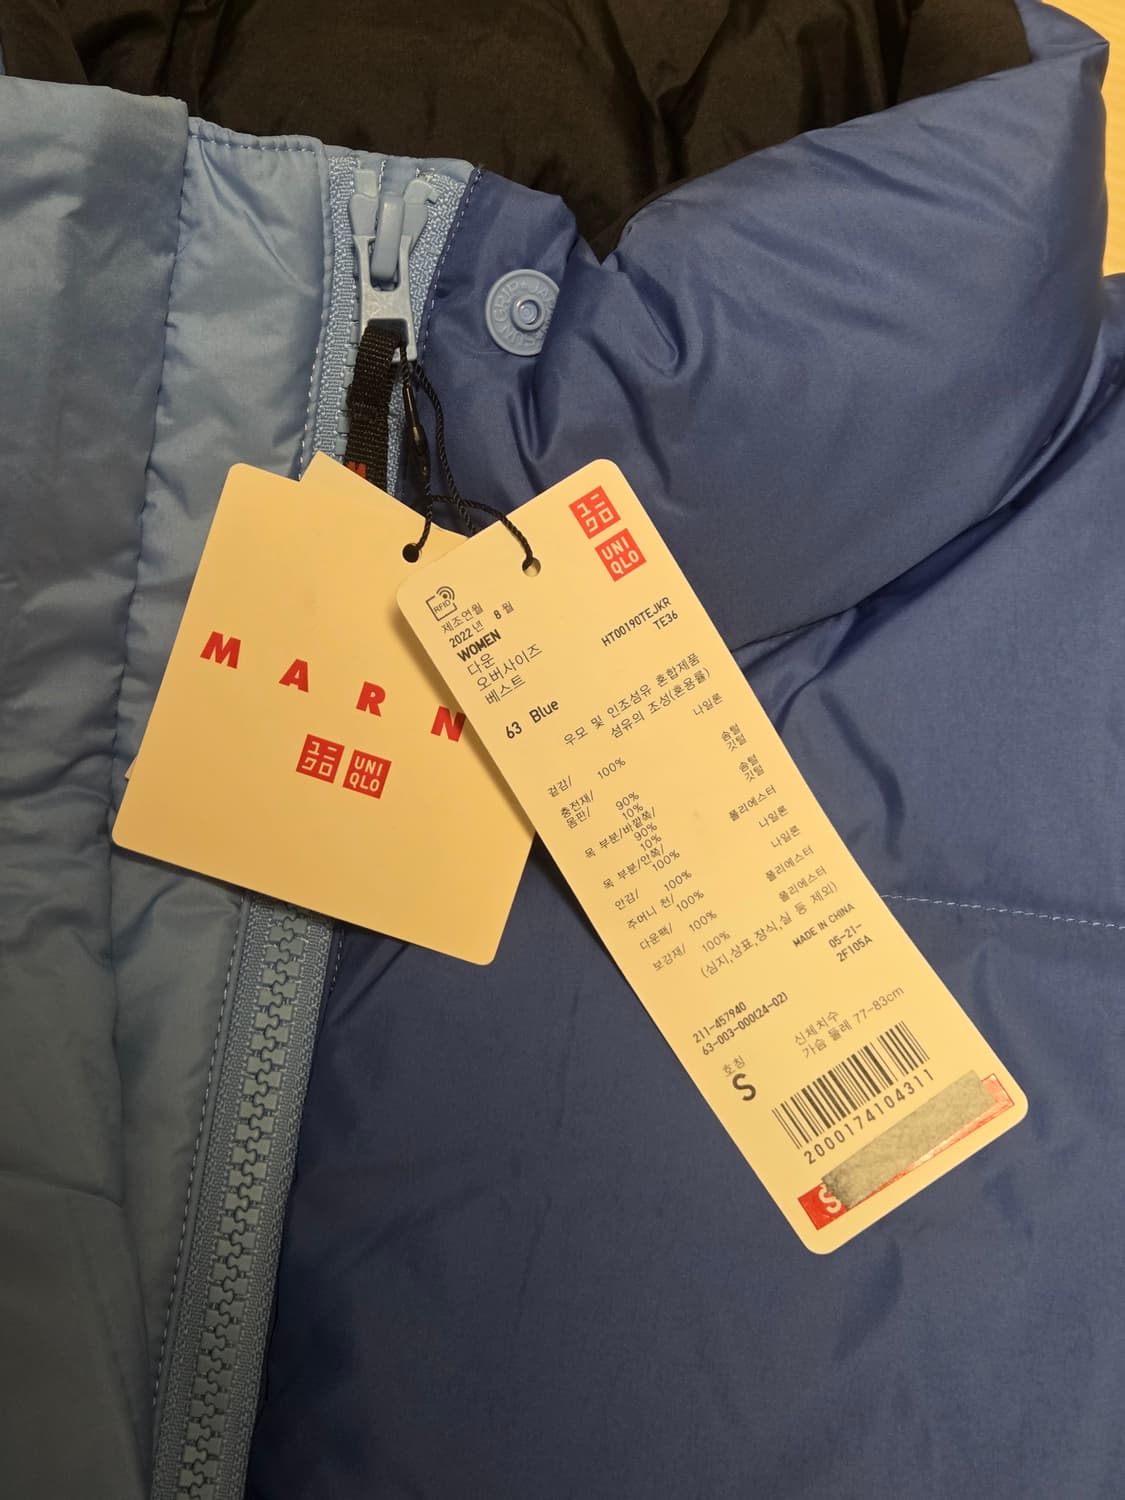 M A R N
ユニ
クロ
UNI
QLO
ユニ
クロ
UNI
QLO
RFID
제조연월
2022년 8월
WOMEN
다운
오버사이즈
베스트
HT00190TEJKR
TE36
63 Blue
우모 및 인조섬유 혼합제품
섬유의 조성(혼용률)
겉감/ 100% 나일론
충전재/
몸판/ 90% 솜털
10% 깃털
목 부분/바깥쪽/
90% 솜털
10% 깃털
목 부분/안쪽/
100% 폴리에스터
안감/ 100% 나일론
주머니 천/ 100% 나일론
다운팩/ 100% 폴리에스터
보강재/ 100% 폴리에스터
(심지,상표,장식,실 등 제외)
MADE IN CHINA
05-21-
2F105A
211-457940
63-003-000(24-02)
호칭
S
신체치수
가슴 둘레 77-83cm
2000174104311
S